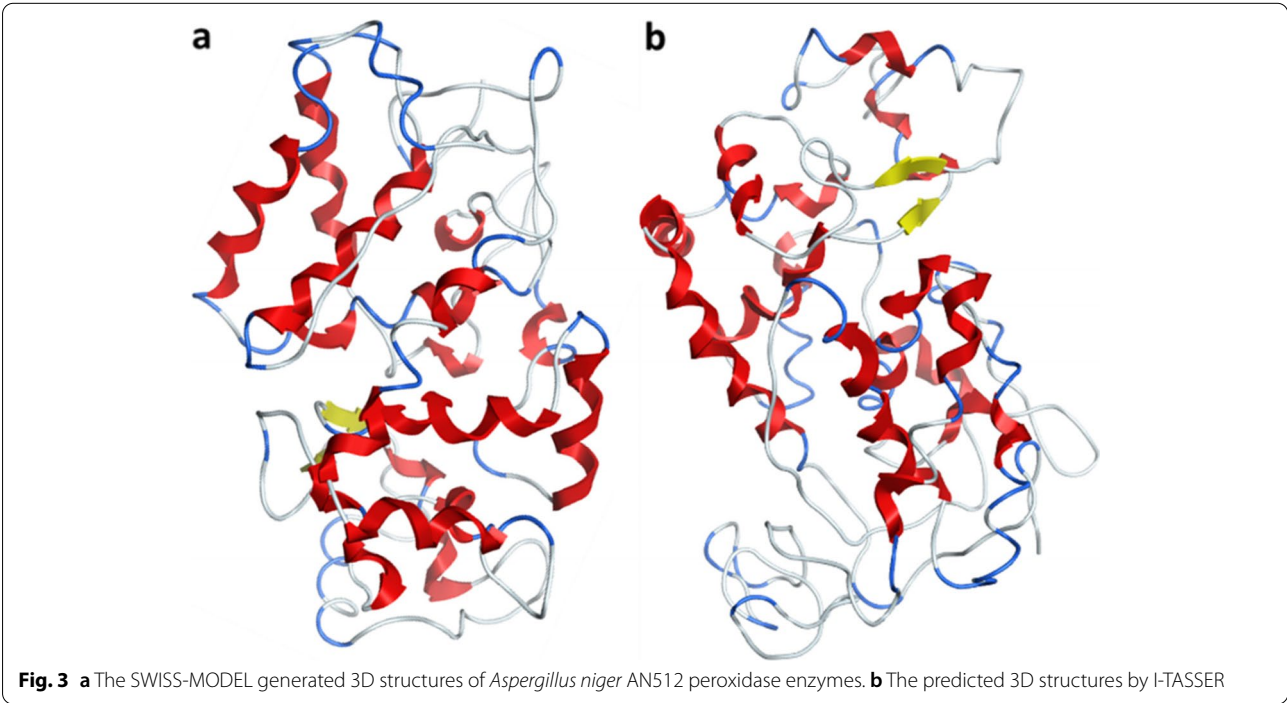 a
b
Fig. 3 a The SWISS-MODEL generated 3D structures of Aspergillus niger AN512 peroxidase enzymes. b The predicted 3D structures by I-TASSER